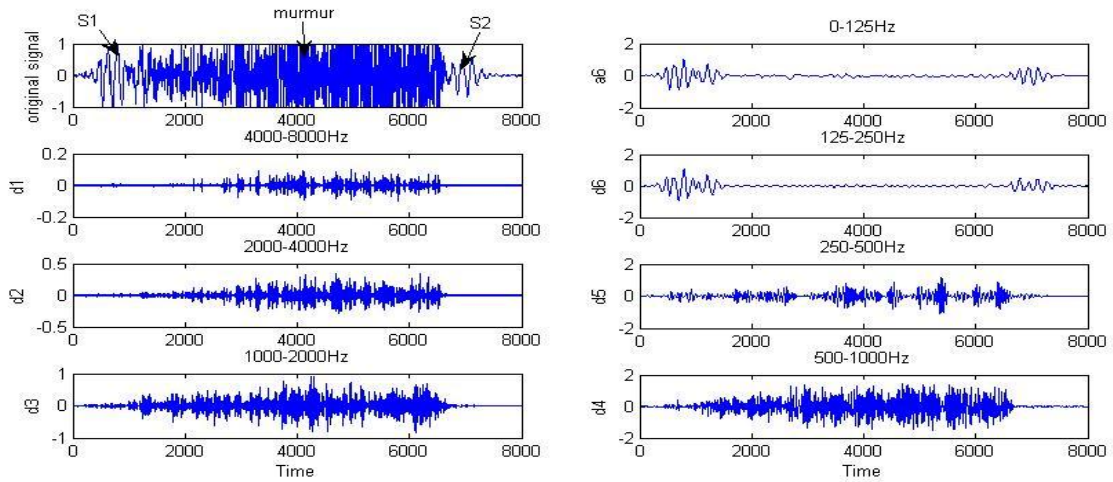 S1
murmur
S2
original signal
1
0
-1
0 2000 4000 6000 8000
4000-8000Hz
d1
0.2
0
-0.2
0 2000 4000 6000 8000
2000-4000Hz
d2
0.5
0
-0.5
0 2000 4000 6000 8000
1000-2000Hz
d3
1
0
-1
0 2000 4000 6000 8000
Time
0-125Hz
a6
2
0
-2
0 2000 4000 6000 8000
125-250Hz
d6
2
0
-2
0 2000 4000 6000 8000
250-500Hz
d5
2
0
-2
0 2000 4000 6000 8000
500-1000Hz
d4
2
0
-2
0 2000 4000 6000 8000
Time